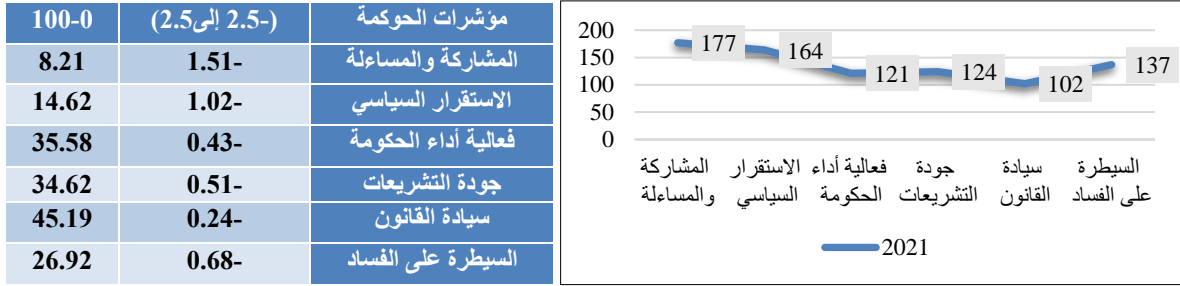 مؤشرات الحوكمة (-2.5 إلى2.5) 100-0
المشاركة والمساءلة 1.51- 8.21
الاستقرار السياسي 1.02- 14.62
فعالية أداء الحكومة 0.43- 35.58
جودة التشريعات 0.51- 34.62
سيادة القانون 0.24- 45.19
السيطرة على الفساد 0.68- 26.92
200
150
100
50
0
177 164 121 124 102 137
المشاركة والمساءلة
الاستقرار السياسي
فعالية أداء الحكومة
جودة التشريعات
سيادة القانون
السيطرة على الفساد
2021